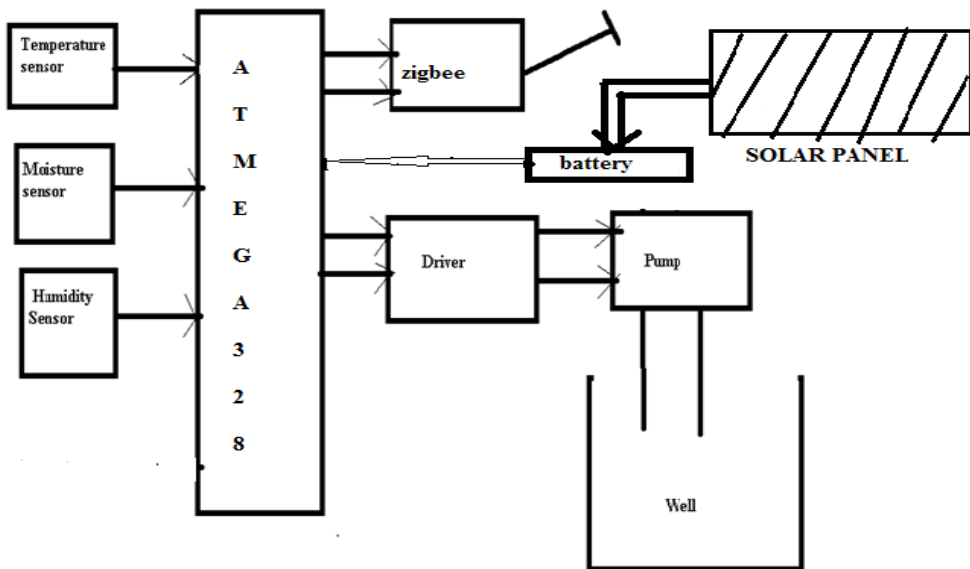 Temperature
sensor
Moisture
sensor
Humidity
Sensor
A
T
M
E
G
A
3
2
8
zigbee
battery
SOLAR PANEL
Driver
Pump
Well